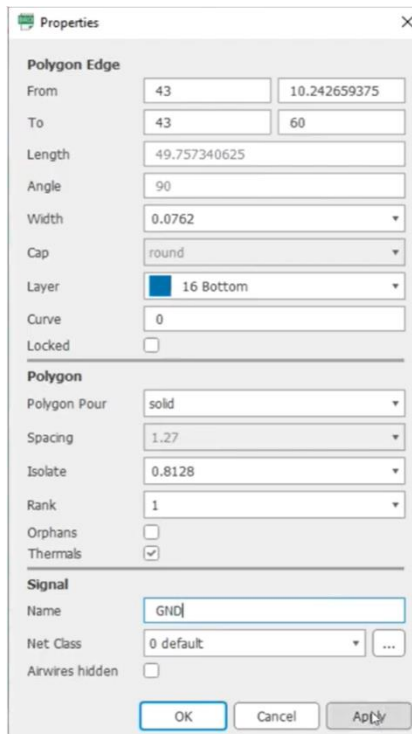 Properties
Polygon Edge
From 43 10.242659375
To 43 60
Length 49.757340625
Angle 90
Width 0.0762
Cap round
Layer 16 Bottom
Curve 0
Locked
Polygon
Polygon Pour solid
Spacing 1.27
Isolate 0.8128
Rank 1
Orphans
Thermals
Signal
Name GND
Net Class 0 default ...
Airwires hidden
OK Cancel Apply